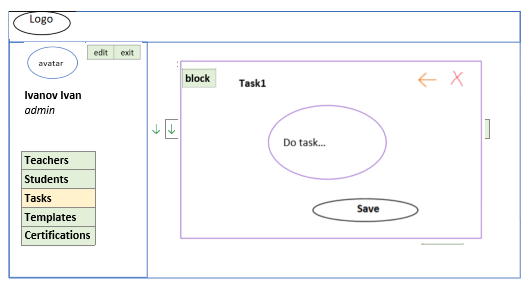 Logo
avatar
edit exit
Ivanov Ivan
admin
Teachers
Students
Tasks
Templates
Certifications
block
Task1
Do task...
Save